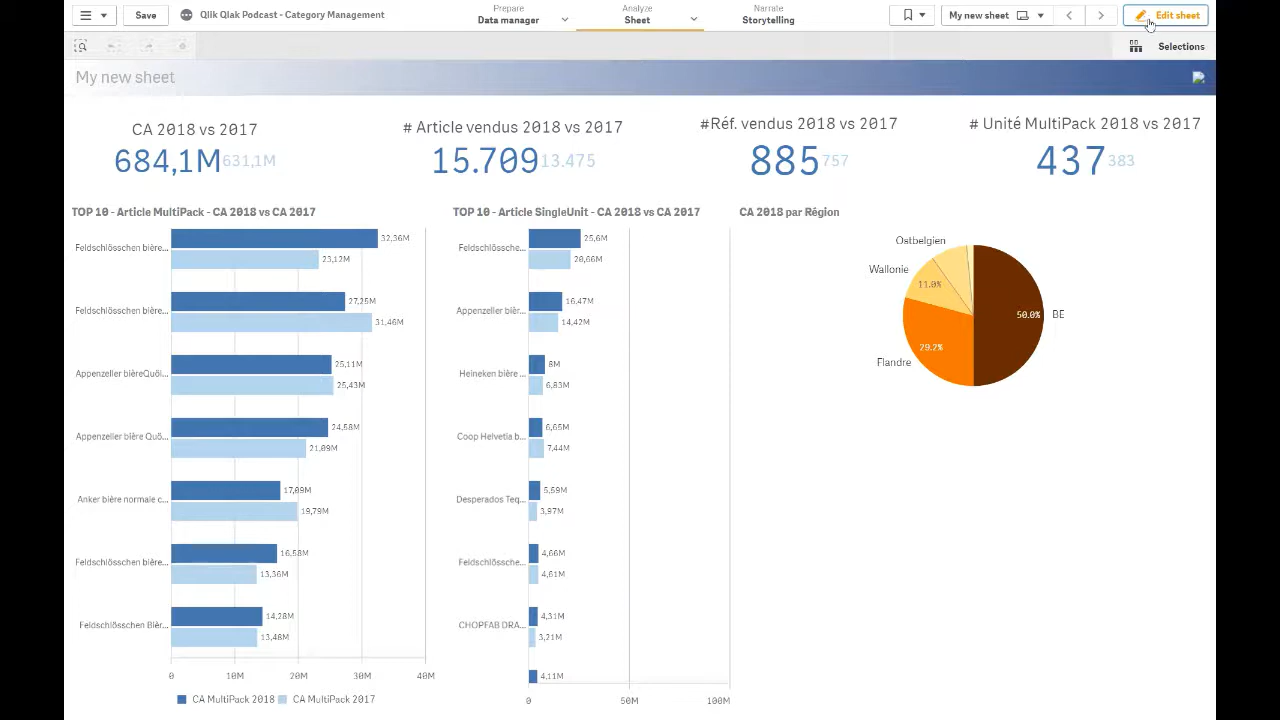 Prepare
Data manager
Analyze
Sheet
Narrate
Storytelling
Save
Qlik Qlak Podcast - Category Management
My new sheet
Edit sheet
Selections
My new sheet
CA 2018 vs 2017
684,1M 631,1M
# Article vendus 2018 vs 2017
15.709 13.475
#Réf. vendus 2018 vs 2017
885 757
# Unité MultiPack 2018 vs 2017
437 383
TOP 10 - Article MultiPack - CA 2018 vs CA 2017
Feldschlösschen bière...
32,36M
23,12M
Feldschlösschen bière...
27,25M
31,46M
Appenzeller bièreQuöl...
25,11M
25,43M
Appenzeller bière Quö...
24,58M
21,09M
Anker bière normale c...
17,09M
19,79M
Feldschlösschen bière...
16,58M
13,36M
Feldschlösschen Bièr...
14,28M
13,48M
0 10M 20M 30M 40M
CA MultiPack 2018 CA MultiPack 2017
TOP 10 - Article SingleUnit - CA 2018 vs CA 2017
Feldschlössche...
25,6M
20,66M
Appenzeller bièr...
16,47M
14,42M
Heineken bière ...
8M
6,83M
Coop Helvetia b...
6,65M
7,44M
Desperados Teq...
5,59M
3,97M
Feldschlössche...
4,66M
4,61M
CHOPFAB DRA...
4,31M
3,21M
4,11M
0 50M 100M
CA 2018 par Région
Ostbelgien
Wallonie
11.0%
50.0%
BE
29.2%
Flandre